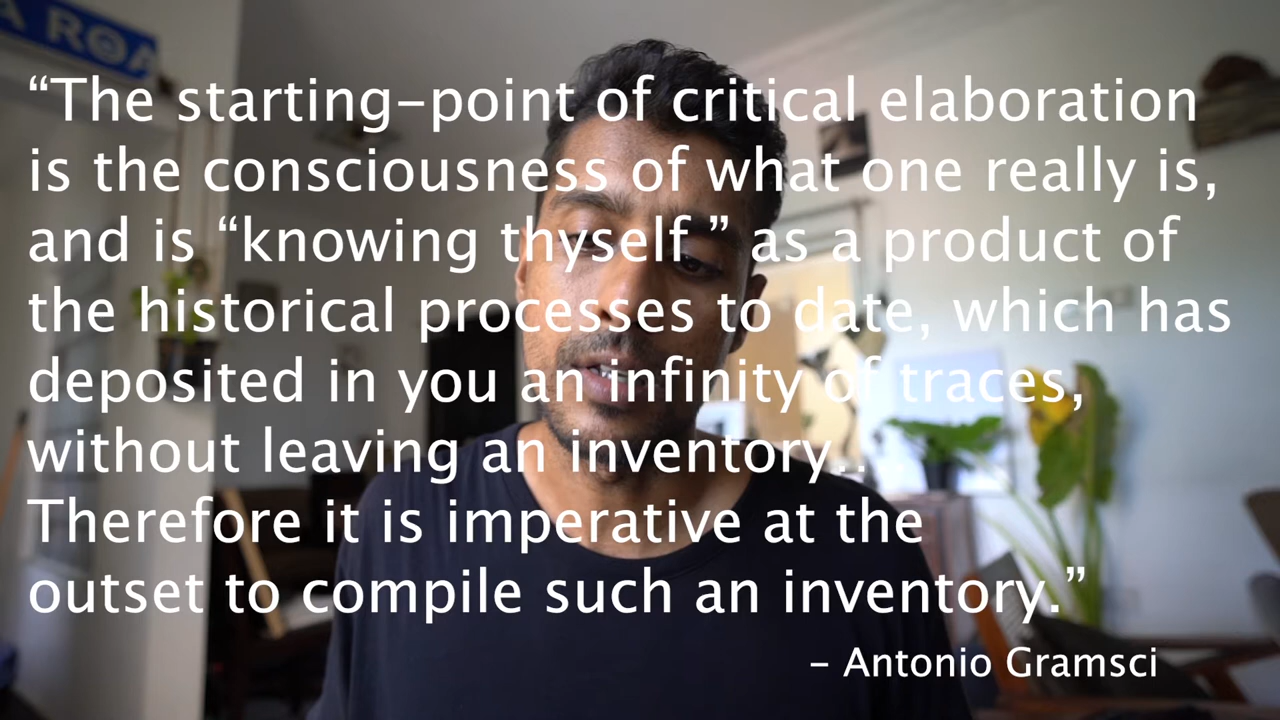 A ROA
“The starting-point of critical elaboration
is the consciousness of what one really is,
and is “knowing thyself ” as a product of
the historical processes to date, which has
deposited in you an infinity of traces,
without leaving an inventory..
Therefore it is imperative at the
outset to compile such an inventory.”
– Antonio Gramsci